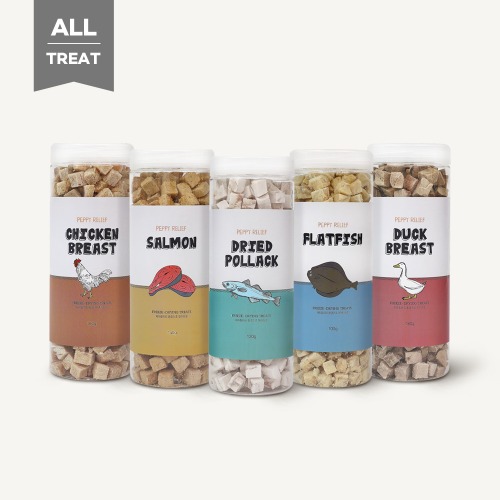 ALL
TREAT
PEPPY RELIEF
CHICKEN
BREAST
PEPPY RELIEF
SALMON
PEPPY RELIEF
DRIED
POLLACK
PEPPY RELIEF
FLATFISH
PEPPY RELIEF
DUCK
BREAST